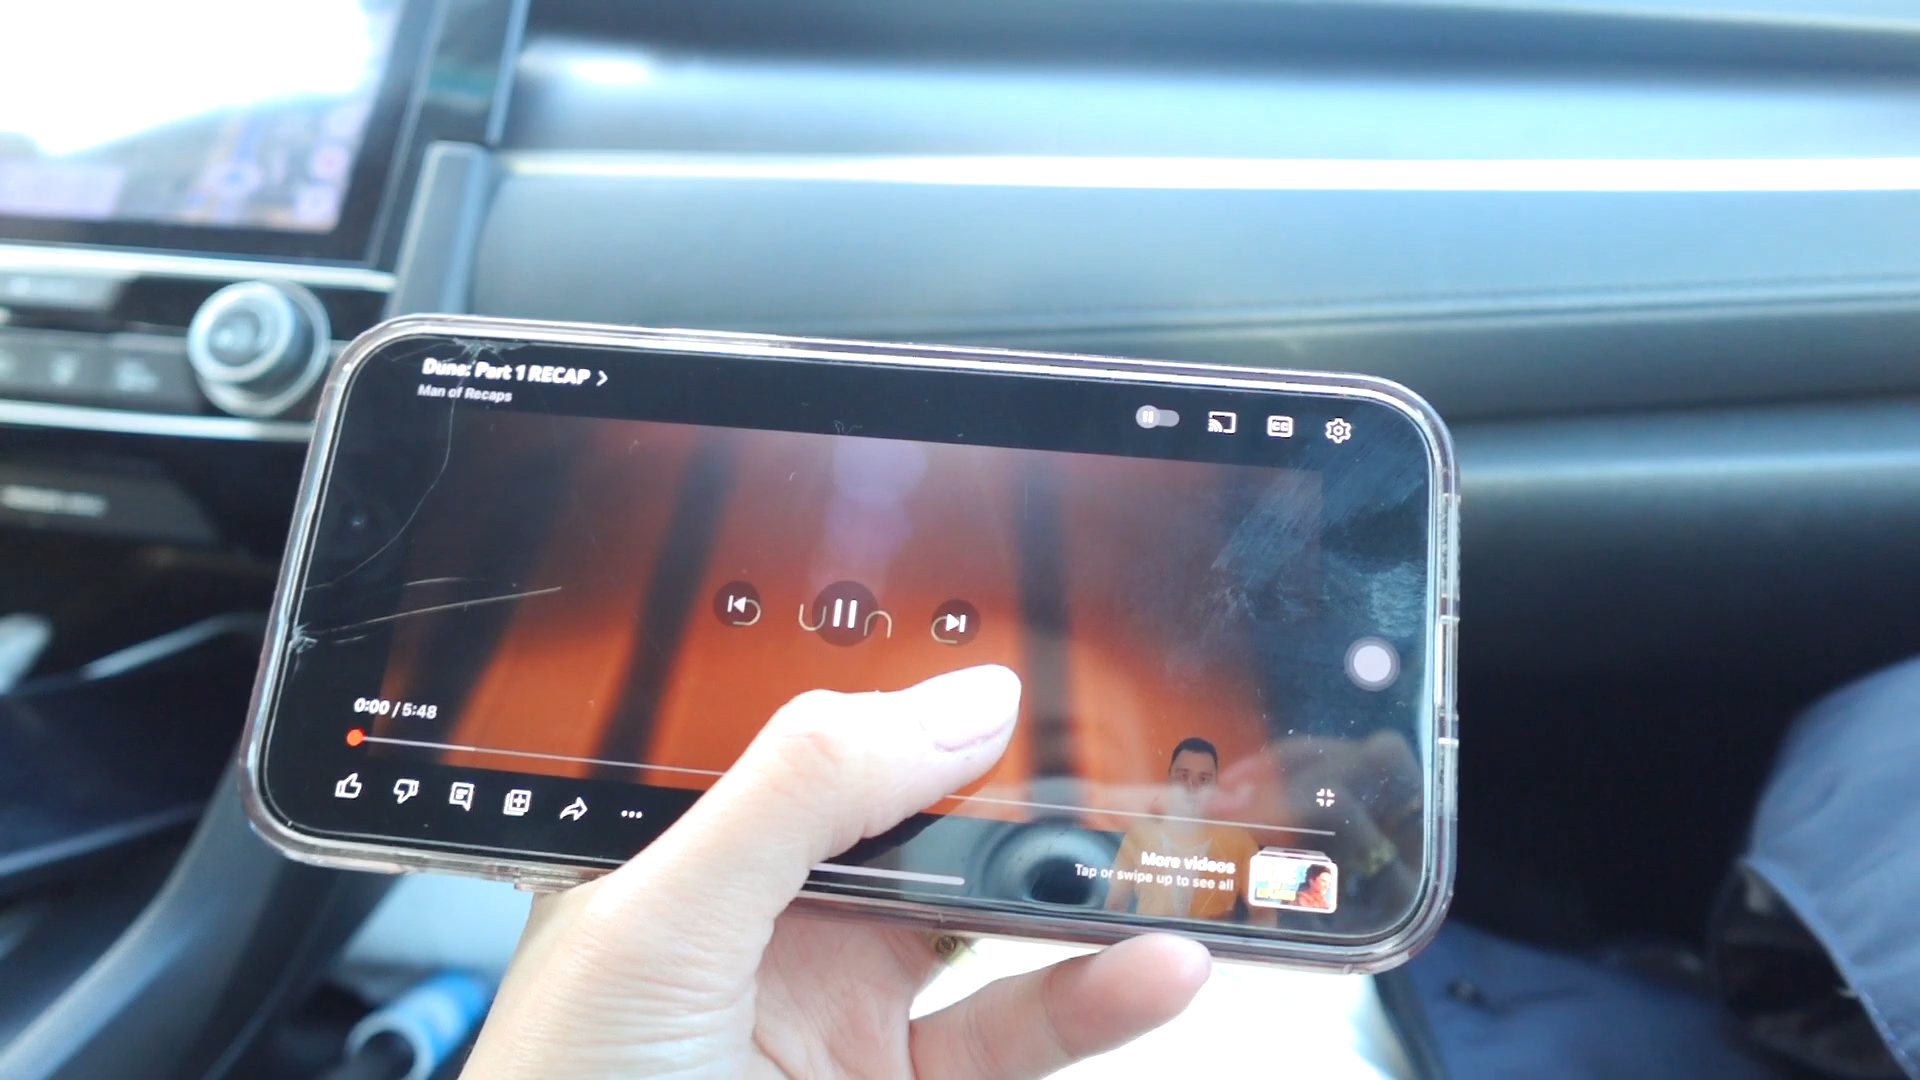 Dune: Part 1 RECAP
Man of Recaps
CC
0:00 / 5:48
More videos
Tap or swipe up to see all